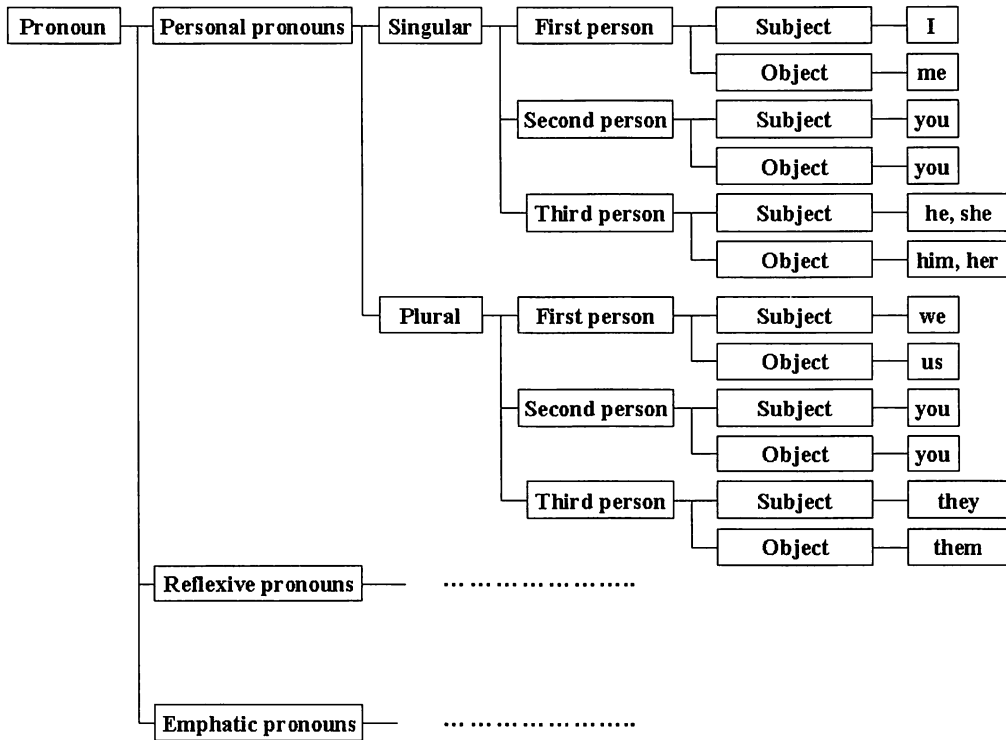 Pronoun Personal pronouns Singular First person Subject I
Object me
Second person Subject you
Object you
Third person Subject he, she
Object him, her
Plural First person Subject we
Object us
Second person Subject you
Object you
Third person Subject they
Object them
Reflexive pronouns … … … … … … ..
Emphatic pronouns … … … … … … ..